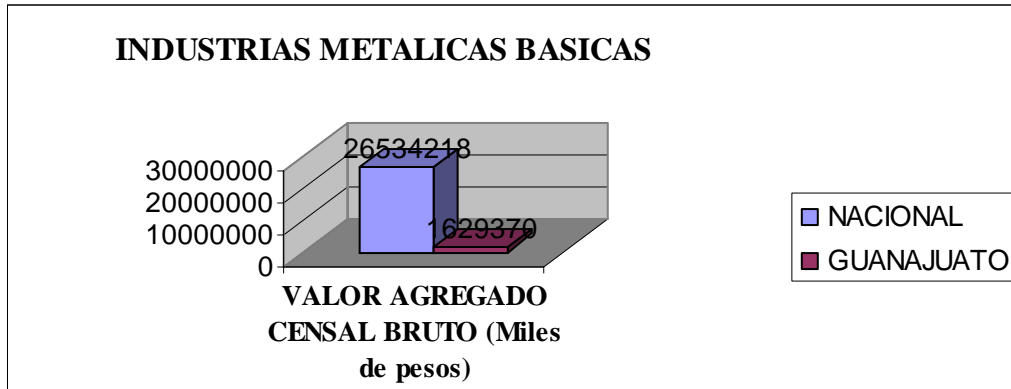 INDUSTRIAS METALICAS BASICAS
26534218
1629370
30000000
20000000
10000000
0
VALOR AGREGADO
CENSAL BRUTO (Miles
de pesos)
NACIONAL
GUANAJUATO